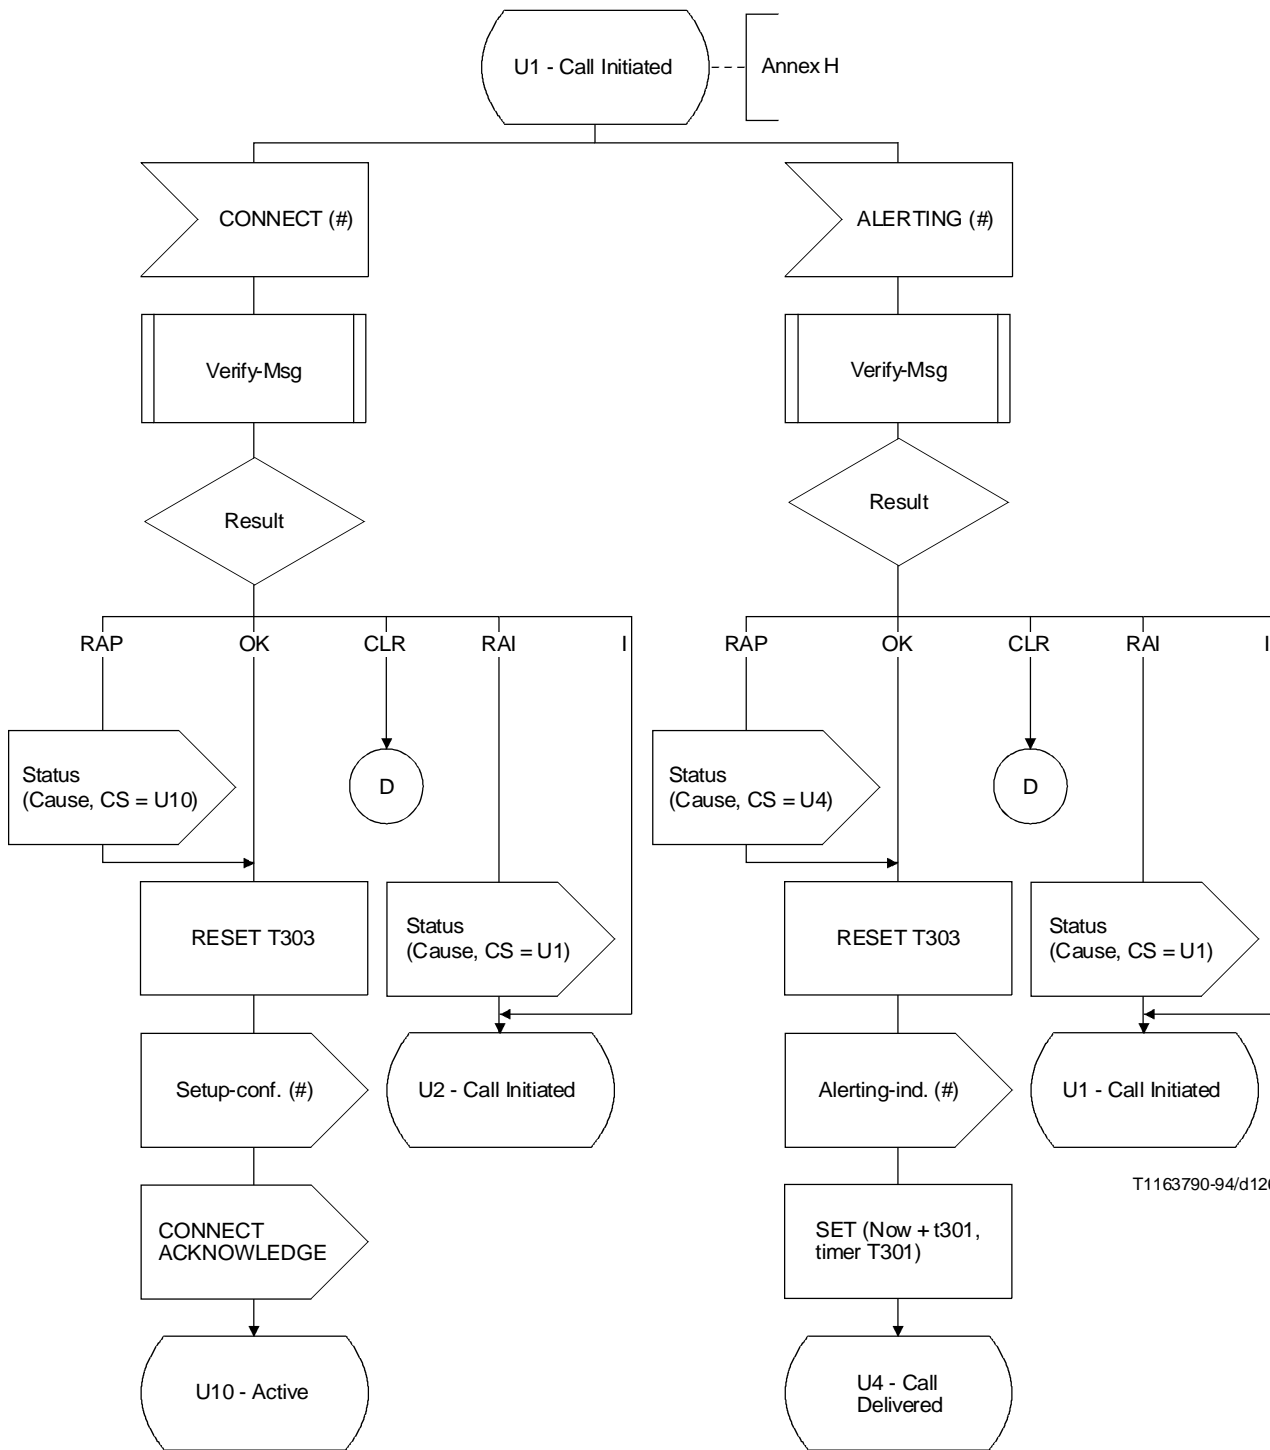 U1 - Call Initiated
Annex H
CONNECT (#)
ALERTING (#)
Verify-Msg
Verify-Msg
Result
Result
RAP
OK
CLR
RAI
I
RAP
OK
CLR
RAI
I
Status
(Cause, CS = U10)
D
Status
(Cause, CS = U4)
D
RESET T303
Status
(Cause, CS = U1)
RESET T303
Status
(Cause, CS = U1)
Setup-conf. (#)
U2 - Call Initiated
Alerting-ind. (#)
U1 - Call Initiated
T1163790-94/d120
CONNECT
ACKNOWLEDGE
SET (Now + t301,
timer T301)
U10 - Active
U4 - Call
Delivered